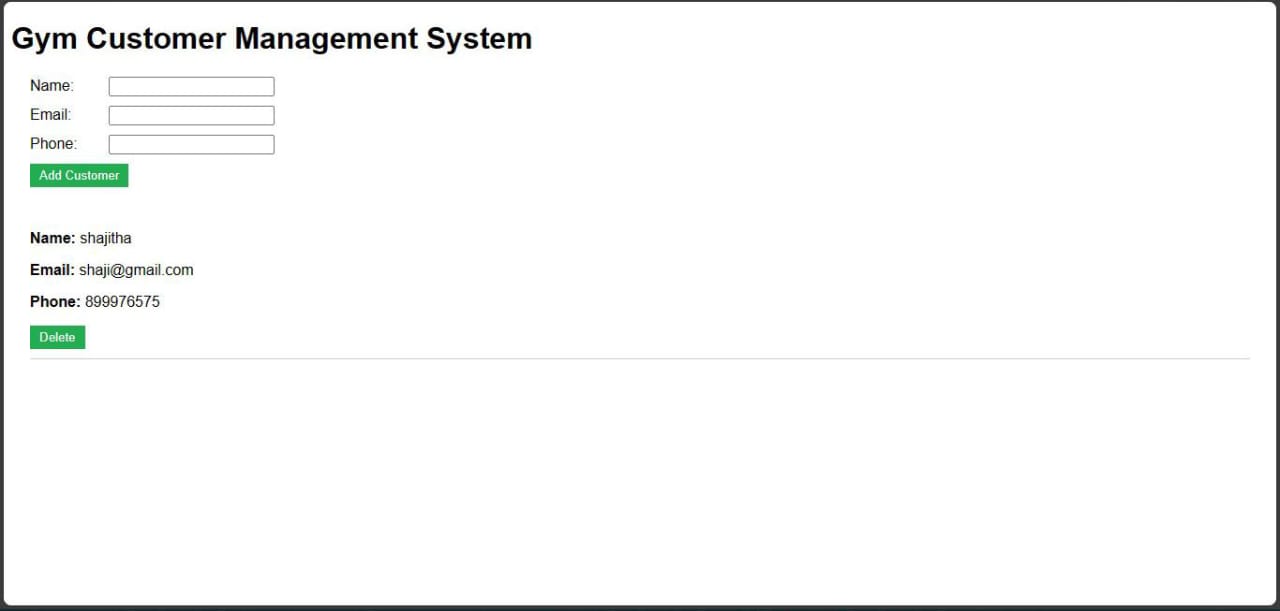 Gym Customer Management System
Name:
Email:
Phone:
Add Customer
Name: shajitha
Email: shaji@gmail.com
Phone: 899976575
Delete